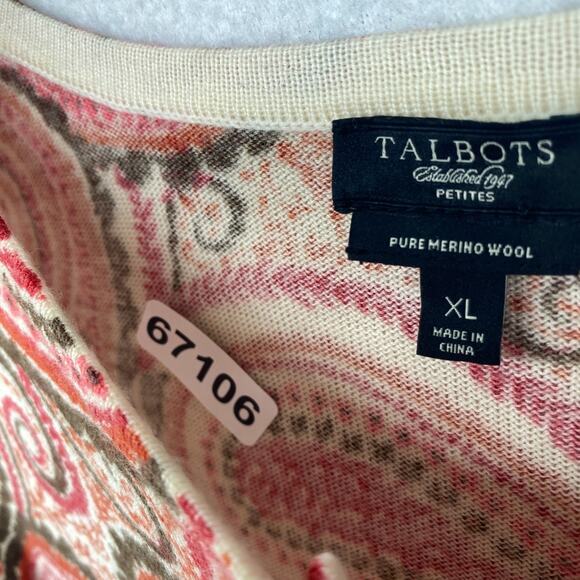 TALBOTS
Established 1947
PETITES
PURE MERINO WOOL
XL
MADE IN
CHINA
67106